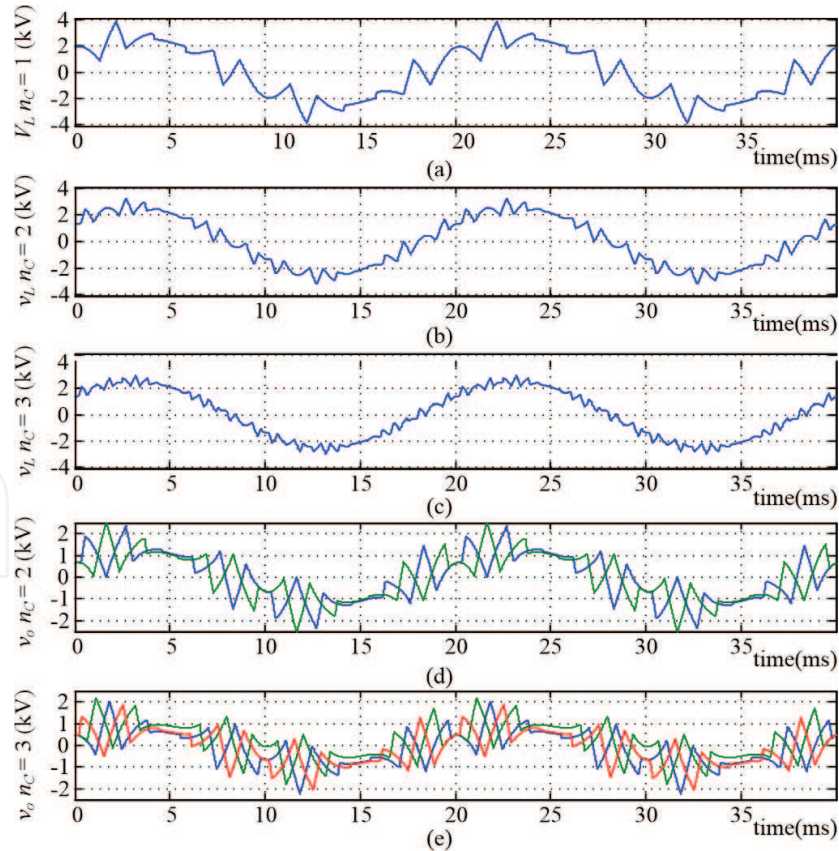 V_L n_C = 1 (kV)
4
2
0
-2
-4
0 5 10 15 20 25 30 35
time(ms)
(a)
v_L n_C = 2 (kV)
4
2
0
-2
-4
0 5 10 15 20 25 30 35
time(ms)
(b)
v_L n_C = 3 (kV)
4
2
0
-2
-4
0 5 10 15 20 25 30 35
time(ms)
(c)
v_o n_C = 2 (kV)
2
1
0
-1
-2
0 5 10 15 20 25 30 35
time(ms)
(d)
v_o n_C = 3 (kV)
2
1
0
-1
-2
0 5 10 15 20 25 30 35
time(ms)
(e)